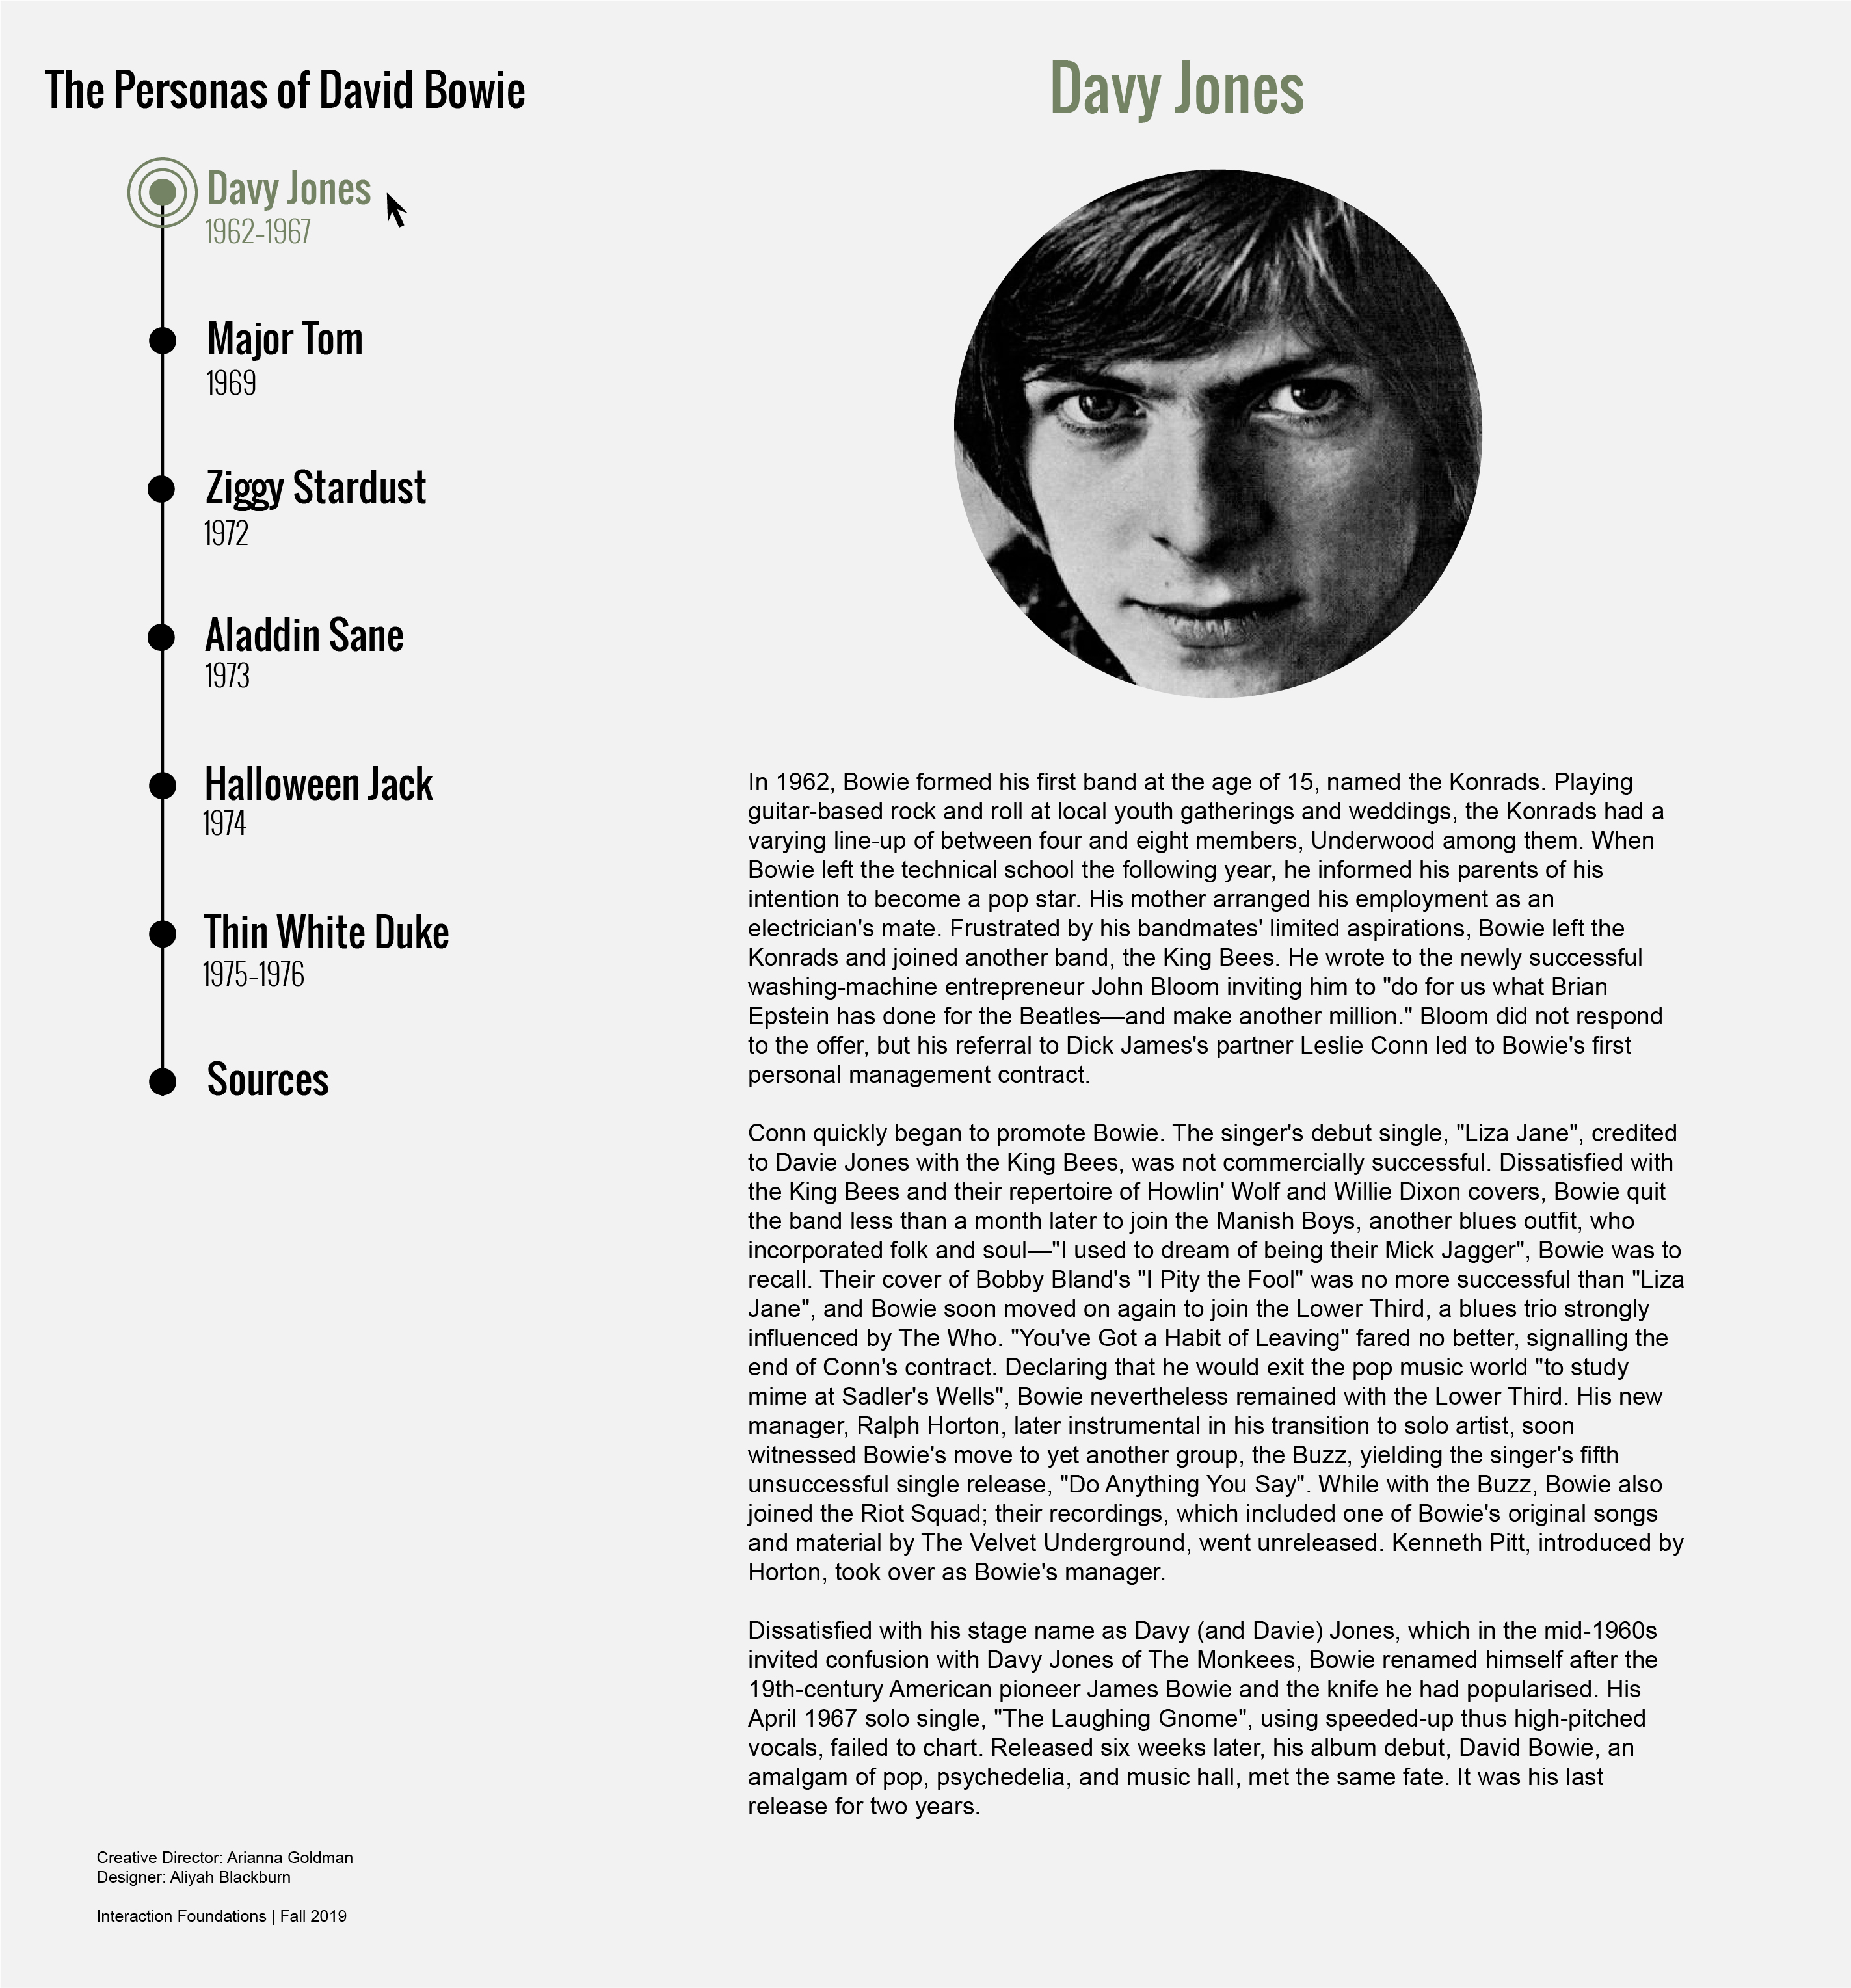 The Personas of David Bowie
Davy Jones
1962-1967
Major Tom
1969
Ziggy Stardust
1972
Aladdin Sane
1973
Halloween Jack
1974
Thin White Duke
1975-1976
Sources
Davy Jones
In 1962, Bowie formed his first band at the age of 15, named the Konrads. Playing
guitar-based rock and roll at local youth gatherings and weddings, the Konrads had a
varying line-up of between four and eight members, Underwood among them. When
Bowie left the technical school the following year, he informed his parents of his
intention to become a pop star. His mother arranged his employment as an
electrician's mate. Frustrated by his bandmates' limited aspirations, Bowie left the
Konrads and joined another band, the King Bees. He wrote to the newly successful
washing-machine entrepreneur John Bloom inviting him to "do for us what Brian
Epstein has done for the Beatles—and make another million." Bloom did not respond
to the offer, but his referral to Dick James's partner Leslie Conn led to Bowie's first
personal management contract.
Conn quickly began to promote Bowie. The singer's debut single, "Liza Jane", credited
to Davie Jones with the King Bees, was not commercially successful. Dissatisfied with
the King Bees and their repertoire of Howlin' Wolf and Willie Dixon covers, Bowie quit
the band less than a month later to join the Manish Boys, another blues outfit, who
incorporated folk and soul—"I used to dream of being their Mick Jagger", Bowie was to
recall. Their cover of Bobby Bland's "I Pity the Fool" was no more successful than "Liza
Jane", and Bowie soon moved on again to join the Lower Third, a blues trio strongly
influenced by The Who. "You've Got a Habit of Leaving" fared no better, signalling the
end of Conn's contract. Declaring that he would exit the pop music world "to study
mime at Sadler's Wells", Bowie nevertheless remained with the Lower Third. His new
manager, Ralph Horton, later instrumental in his transition to solo artist, soon
witnessed Bowie's move to yet another group, the Buzz, yielding the singer's fifth
unsuccessful single release, "Do Anything You Say". While with the Buzz, Bowie also
joined the Riot Squad; their recordings, which included one of Bowie's original songs
and material by The Velvet Underground, went unreleased. Kenneth Pitt, introduced by
Horton, took over as Bowie's manager.
Dissatisfied with his stage name as Davy (and Davie) Jones, which in the mid-1960s
invited confusion with Davy Jones of The Monkees, Bowie renamed himself after the
19th-century American pioneer James Bowie and the knife he had popularised. His
April 1967 solo single, "The Laughing Gnome", using speeded-up thus high-pitched
vocals, failed to chart. Released six weeks later, his album debut, David Bowie, an
amalgam of pop, psychedelia, and music hall, met the same fate. It was his last
release for two years.
Creative Director: Arianna Goldman
Designer: Aliyah Blackburn
Interaction Foundations | Fall 2019